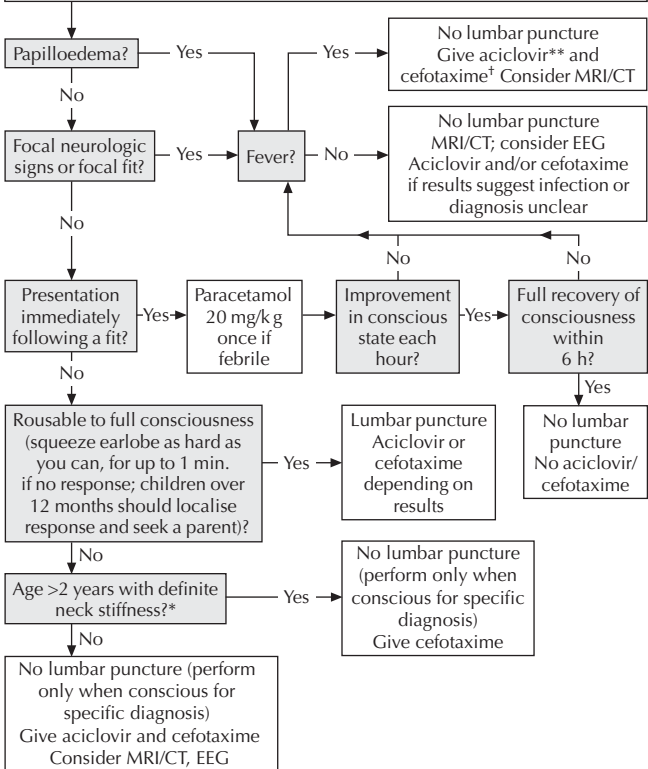 Papilloedema?
Yes
Yes
No lumbar puncture
Give aciclovir** and
cefotaxime† Consider MRI/CT
No
Focal neurologic
signs or focal fit?
Yes
Fever?
No
No lumbar puncture
MRI/CT; consider EEG
Aciclovir and/or cefotaxime
if results suggest infection or
diagnosis unclear
No
No
No
Presentation
immediately
following a fit?
Yes
Paracetamol
20 mg/kg
once if
febrile
Improvement
in conscious
state each
hour?
Yes
Full recovery of
consciousness
within
6 h?
No
Yes
Rousable to full consciousness
(squeeze earlobe as hard as
you can, for up to 1 min.
if no response; children over
12 months should localise
response and seek a parent)?
Yes
Lumbar puncture
Aciclovir or
cefotaxime
depending on
results
No lumbar
puncture
No aciclovir/
cefotaxime
No
Age >2 years with definite
neck stiffness?*
Yes
No lumbar puncture
(perform only when
conscious for specific
diagnosis)
Give cefotaxime
No
No lumbar puncture (perform
only when conscious for
specific diagnosis)
Give aciclovir and cefotaxime
Consider MRI/CT, EEG